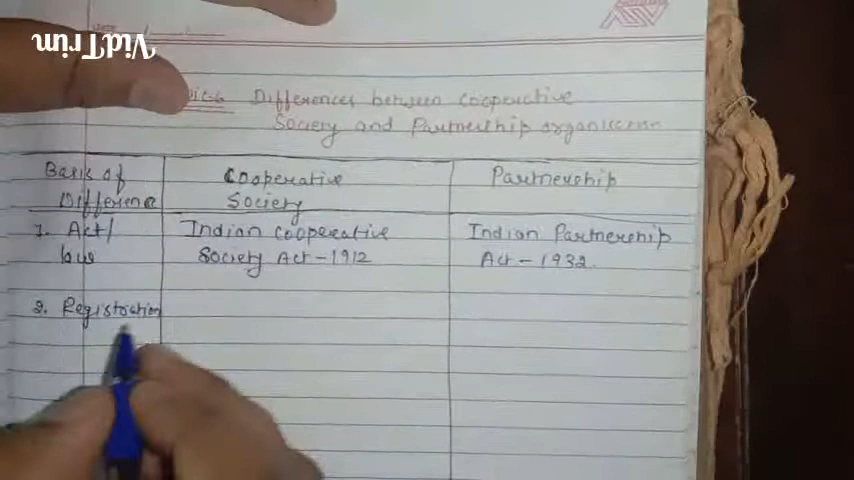 VidTrim
Differences between cooperative
Society and Partnership organisation
Basis of Difference
Cooperative Society
Partnership
1. Act/ law
Indian cooperative Society Act - 1912
Indian Partnership Act - 1932.
2. Registration